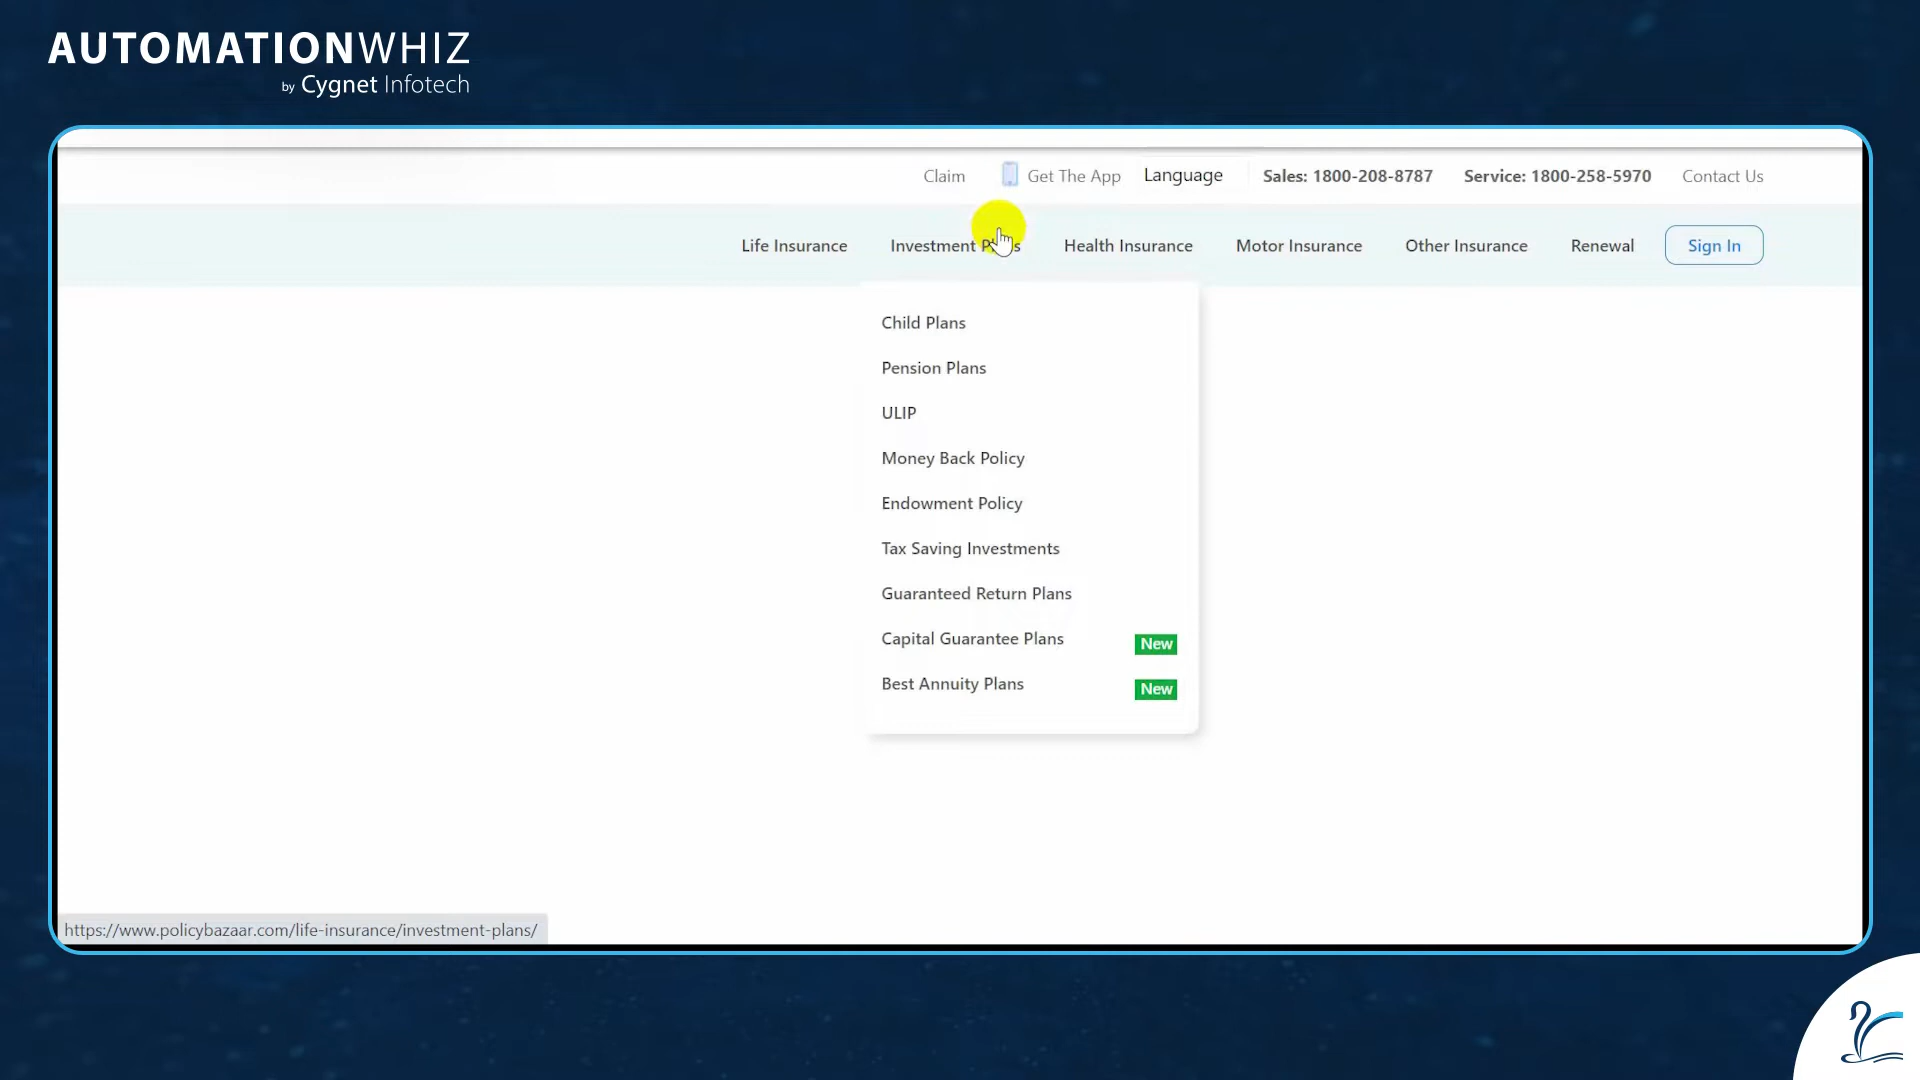 AUTOMATIONWHIZ
by Cygnet Infotech
Claim Get The App Language Sales: 1800-208-8787 Service: 1800-258-5970 Contact Us
Life Insurance Investment Health Insurance Motor Insurance Other Insurance Renewal Sign In
Child Plans
Pension Plans
ULIP
Money Back Policy
Endowment Policy
Tax Saving Investments
Guaranteed Return Plans
Capital Guarantee Plans New
Best Annuity Plans New
https://www.policybazaar.com/life-insurance/investment-plans/